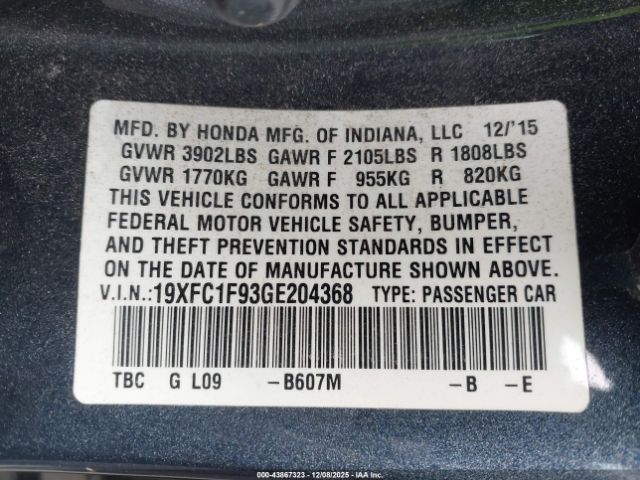 MFD. BY HONDA MFG. OF INDIANA, LLC 12/'15
GVWR 3902LBS GAWR F 2105LBS R 1808LBS
GVWR 1770KG GAWR F 955KG R 820KG
THIS VEHICLE CONFORMS TO ALL APPLICABLE
FEDERAL MOTOR VEHICLE SAFETY, BUMPER,
AND THEFT PREVENTION STANDARDS IN EFFECT
ON THE DATE OF MANUFACTURE SHOWN ABOVE.
V.I.N.:19XFC1F93GE204368 TYPE: PASSENGER CAR
TBC G L09 –B607M –B –E
000-43867323 - 12/08/2025 - IAAI.COM